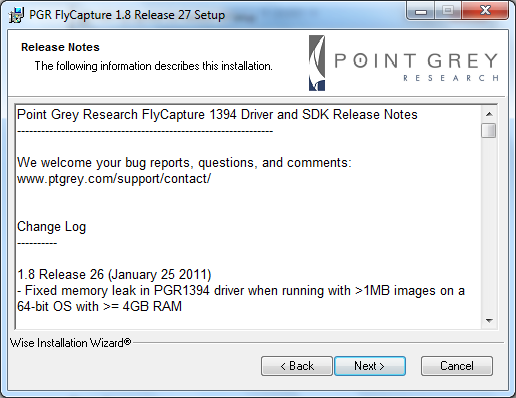 PGR FlyCapture 1.8 Release 27 Setup
Release Notes
The following information describes this installation.
POINT GREY
RESEARCH
Point Grey Research FlyCapture 1394 Driver and SDK Release Notes
----------------------------------------------------------------
We welcome your bug reports, questions, and comments:
www.ptgrey.com/support/contact/
Change Log
----------
1.8 Release 26 (January 25 2011)
- Fixed memory leak in PGR1394 driver when running with >1MB images on a
64-bit OS with >= 4GB RAM
Wise Installation Wizard®
< Back
Next >
Cancel